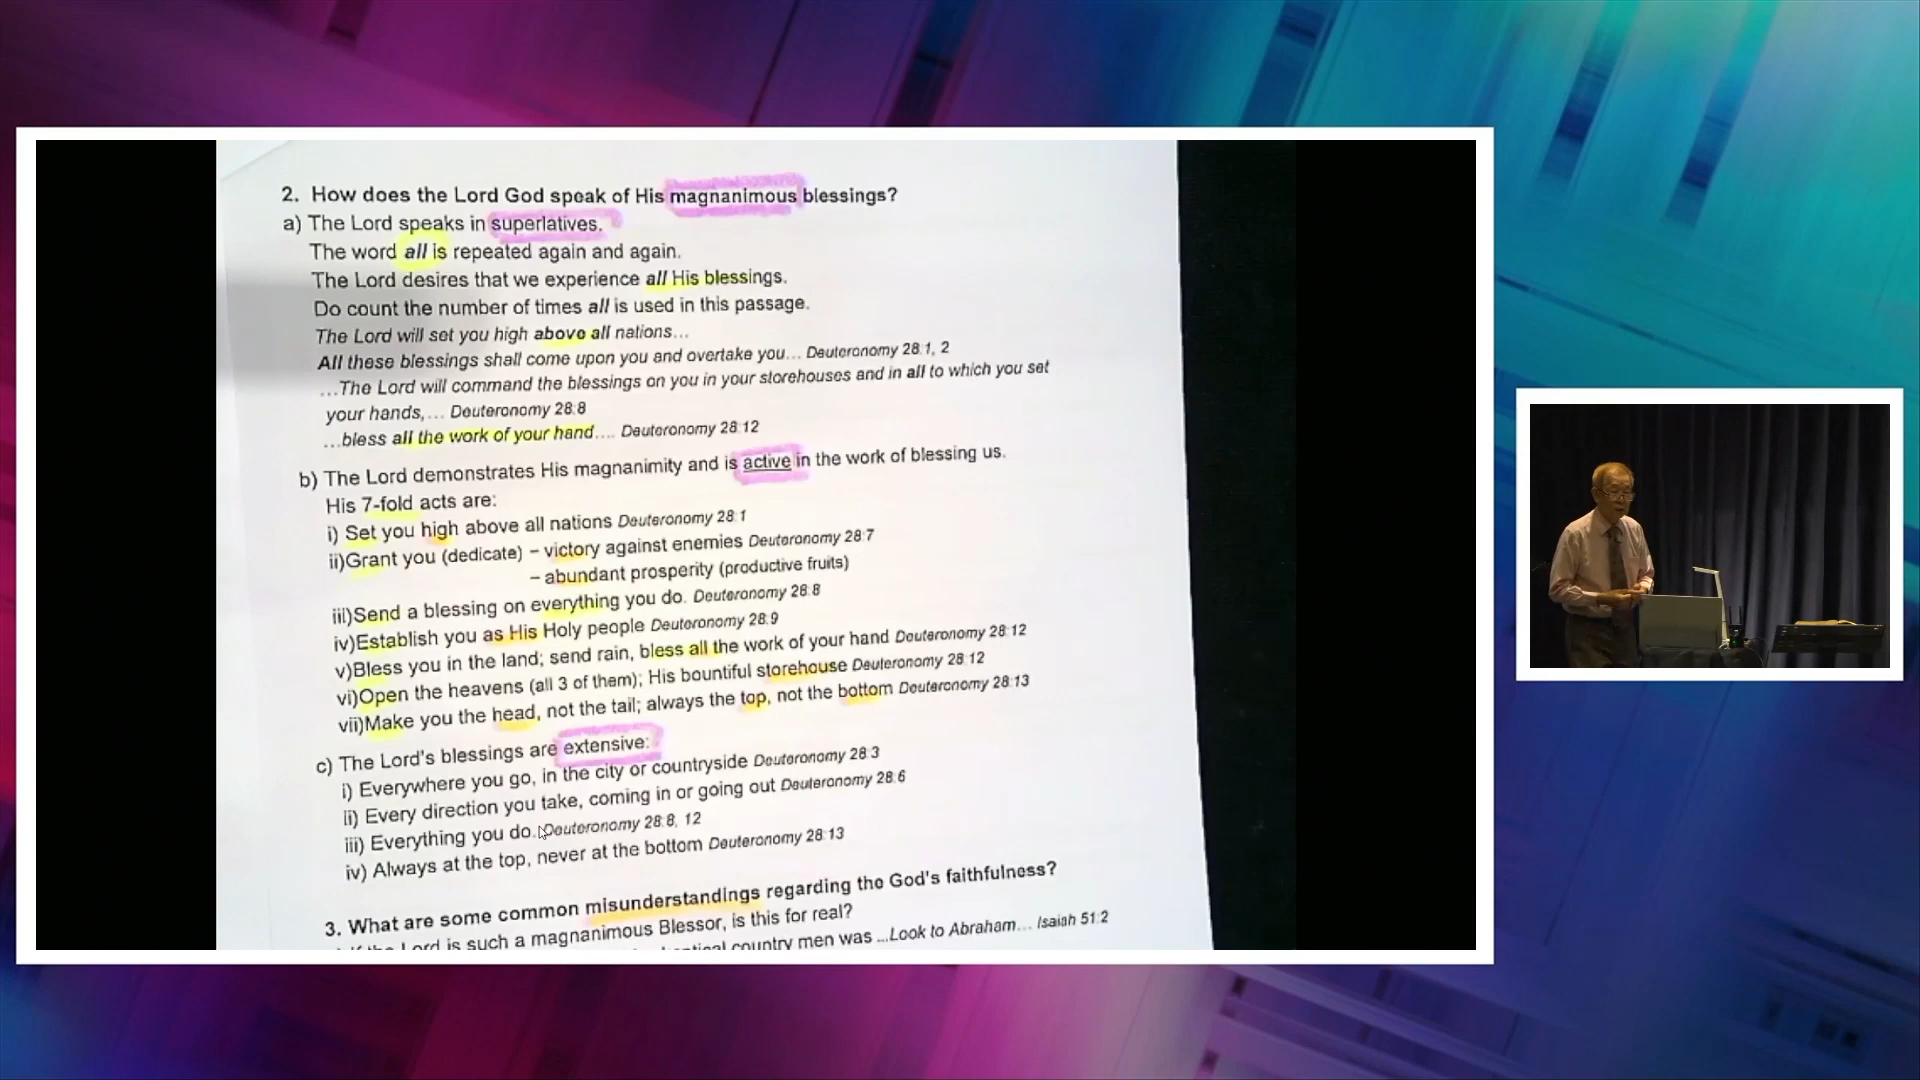 2. How does the Lord God speak of His magnanimous blessings?
a) The Lord speaks in superlatives.
The word all is repeated again and again.
The Lord desires that we experience all His blessings.
Do count the number of times all is used in this passage.
The Lord will set you high above all nations...
All these blessings shall come upon you and overtake you... Deuteronomy 28:1, 2
...The Lord will command the blessings on you in your storehouses and in all to which you set
your hands,... Deuteronomy 28:8
...bless all the work of your hand.... Deuteronomy 28:12
b) The Lord demonstrates His magnanimity and is active in the work of blessing us.
His 7-fold acts are:
i) Set you high above all nations Deuteronomy 28:1
ii)Grant you (dedicate) – victory against enemies Deuteronomy 28:7
– abundant prosperity (productive fruits)
iii)Send a blessing on everything you do. Deuteronomy 28:8
iv)Establish you as His Holy people Deuteronomy 28:9
v)Bless you in the land; send rain, bless all the work of your hand Deuteronomy 28:12
vi)Open the heavens (all 3 of them); His bountiful storehouse Deuteronomy 28:12
vii)Make you the head, not the tail; always the top, not the bottom Deuteronomy 28:13
c) The Lord's blessings are extensive:
i) Everywhere you go, in the city or countryside Deuteronomy 28:3
ii) Every direction you take, coming in or going out Deuteronomy 28:6
iii) Everything you do. Deuteronomy 28:8, 12
iv) Always at the top, never at the bottom Deuteronomy 28:13
3. What are some common misunderstandings regarding the God's faithfulness?
Lord is such a magnanimous Blessor, is this for real?
country men was ...Look to Abraham... Isaiah 51:2